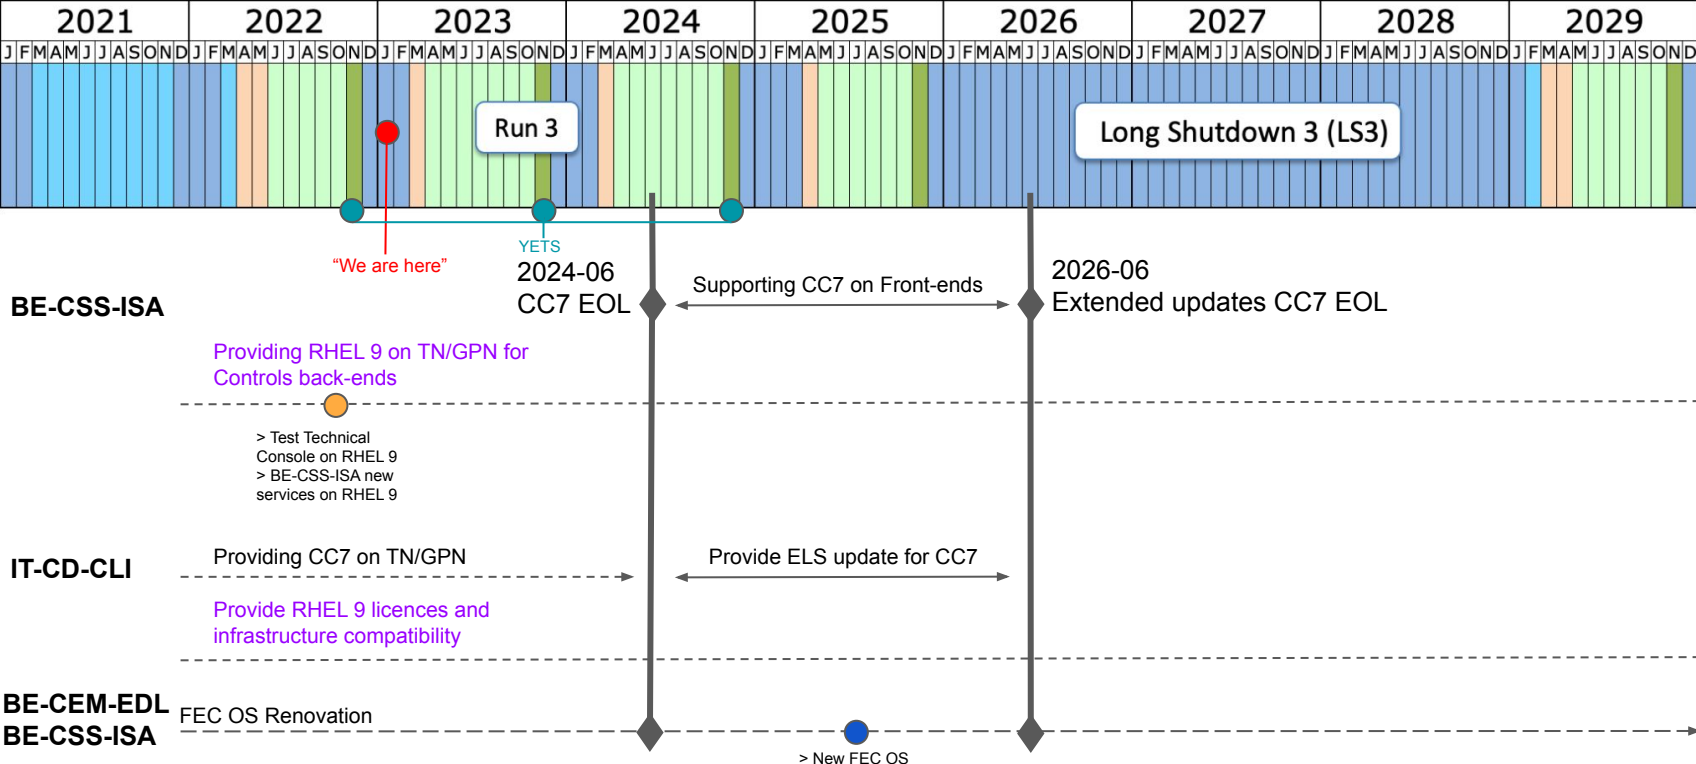 2021 2022 2023 2024 2025 2026 2027 2028 2029
J F M A M J J A S O N D J F M A M J J A S O N D J F M A M J J A S O N D J F M A M J J A S O N D J F M A M J J A S O N D J F M A M J J A S O N D J F M A M J J A S O N D J F M A M J J A S O N D J F M A M J J A S O N D
Run 3
Long Shutdown 3 (LS3)
YETS
“We are here”
2024-06
CC7 EOL
Supporting CC7 on Front-ends
2026-06
Extended updates CC7 EOL
BE-CSS-ISA
Providing RHEL 9 on TN/GPN for
Controls back-ends
> Test Technical
Console on RHEL 9
> BE-CSS-ISA new
services on RHEL 9
IT-CD-CLI
Providing CC7 on TN/GPN
Provide ELS update for CC7
Provide RHEL 9 licences and
infrastructure compatibility
BE-CEM-EDL
BE-CSS-ISA
FEC OS Renovation
> New FEC OS